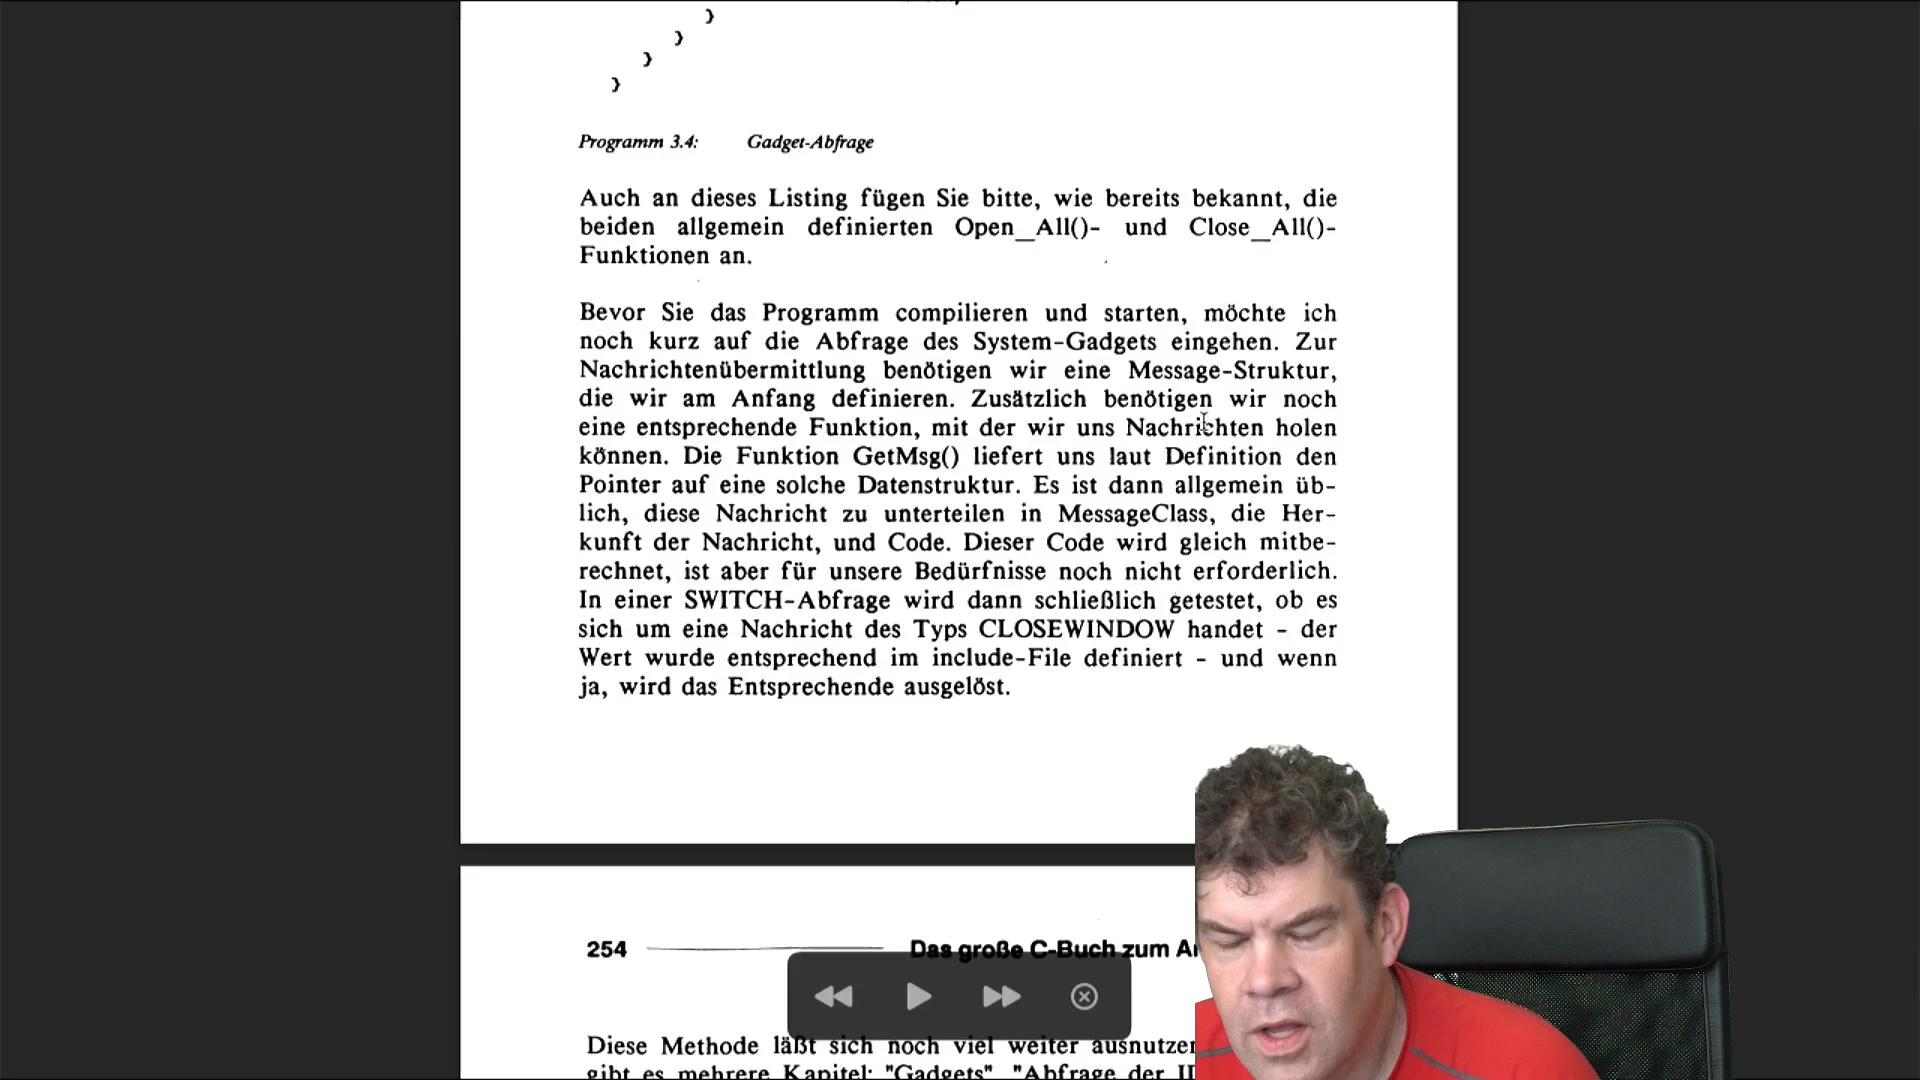 }
}
}
}
Programm 3.4: Gadget-Abfrage
Auch an dieses Listing fügen Sie bitte, wie bereits bekannt, die
beiden allgemein definierten Open_All()- und Close_All()-
Funktionen an.
Bevor Sie das Programm compilieren und starten, möchte ich
noch kurz auf die Abfrage des System-Gadgets eingehen. Zur
Nachrichtenübermittlung benötigen wir eine Message-Struktur,
die wir am Anfang definieren. Zusätzlich benötigen wir noch
eine entsprechende Funktion, mit der wir uns Nachrichten holen
können. Die Funktion GetMsg() liefert uns laut Definition den
Pointer auf eine solche Datenstruktur. Es ist dann allgemein üb-
lich, diese Nachricht zu unterteilen in MessageClass, die Her-
kunft der Nachricht, und Code. Dieser Code wird gleich mitbe-
rechnet, ist aber für unsere Bedürfnisse noch nicht erforderlich.
In einer SWITCH-Abfrage wird dann schließlich getestet, ob es
sich um eine Nachricht des Typs CLOSEWINDOW handet - der
Wert wurde entsprechend im include-File definiert - und wenn
ja, wird das Entsprechende ausgelöst.
254 Das große C-Buch zum
Diese Methode läßt sich noch viel weiter ausnutzen
gibt es mehrere Kapitel: "Gadgets", "Abfrage der